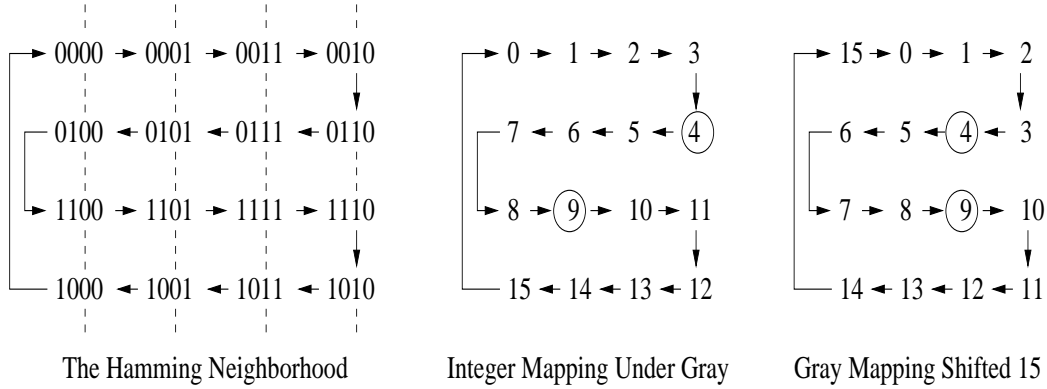 0000 0001 0011 0010 0 1 2 3 15 0 1 2
0100 0101 0111 0110 7 6 5 4 6 5 4 3
1100 1101 1111 1110 8 9 10 11 7 8 9 10
1000 1001 1011 1010 15 14 13 12 14 13 12 11
The Hamming Neighborhood Integer Mapping Under Gray Gray Mapping Shifted 15